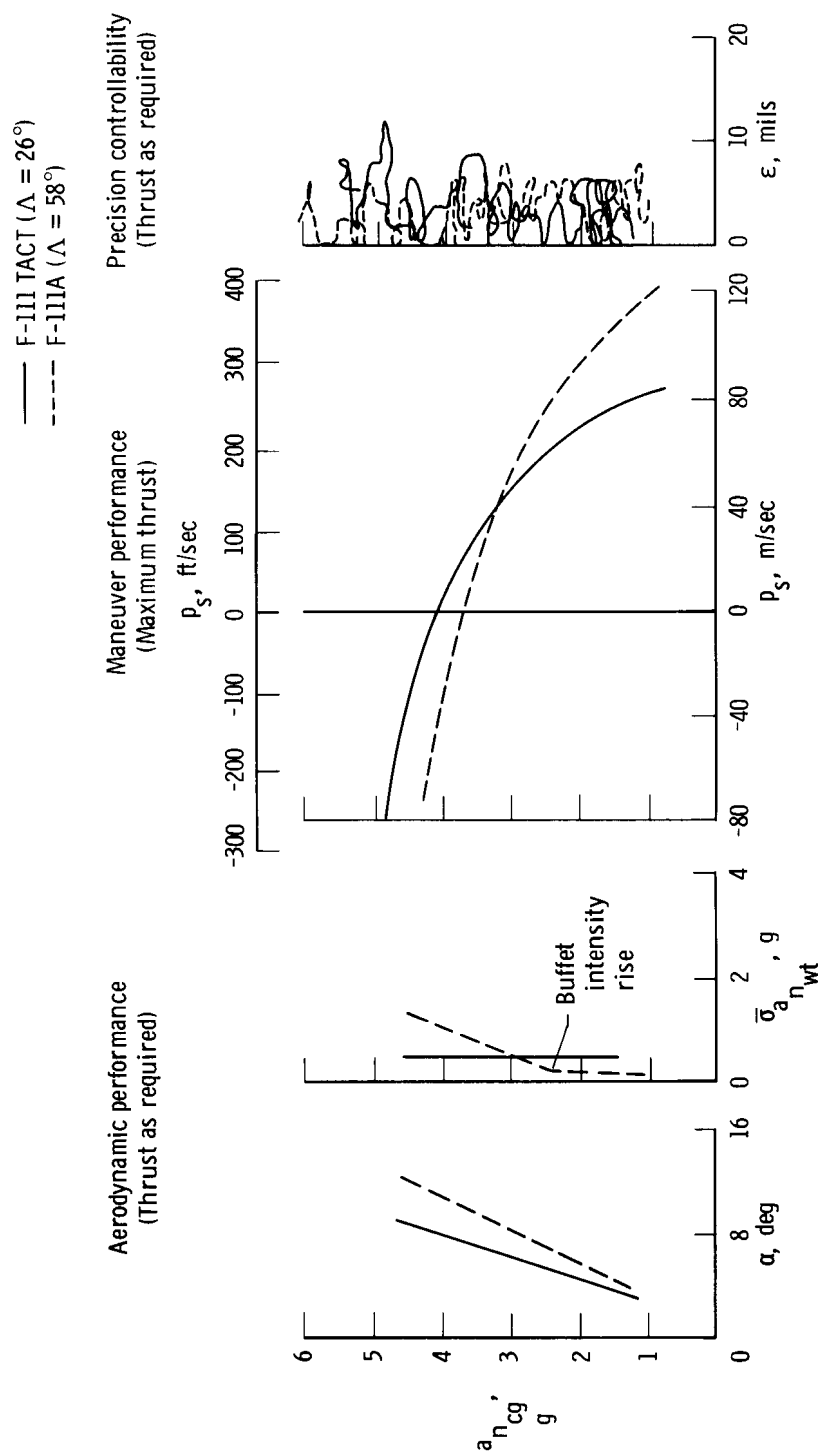 F-111 TACT (Λ = 26°)
F-111A (Λ = 58°)
Aerodynamic performance
(Thrust as required)
Maneuver performance
(Maximum thrust)
Precision controllability
(Thrust as required)
p_s, ft/sec
-300 -200 -100 0 100 200 300 400
Buffet
intensity
rise
6
5
4
3
2
1
0
a_n_cg,
g
8 16
α, deg
0 2 4
σ̅_a_n_wt, g
-80 -40 0 40 80 120
p_s, m/sec
0 10 20
ε, mils